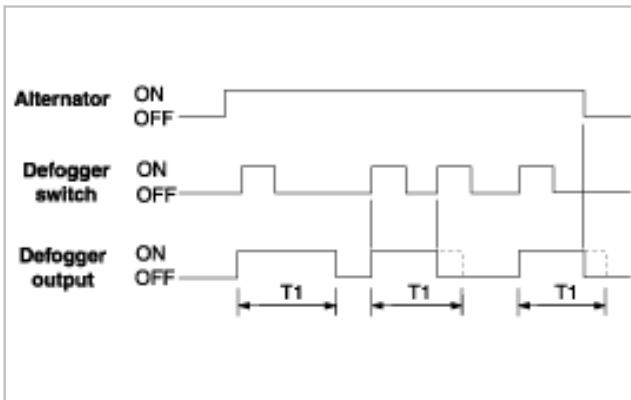 Alternator ON
OFF
Defogger switch ON
OFF
Defogger output ON
OFF
T1 T1 T1